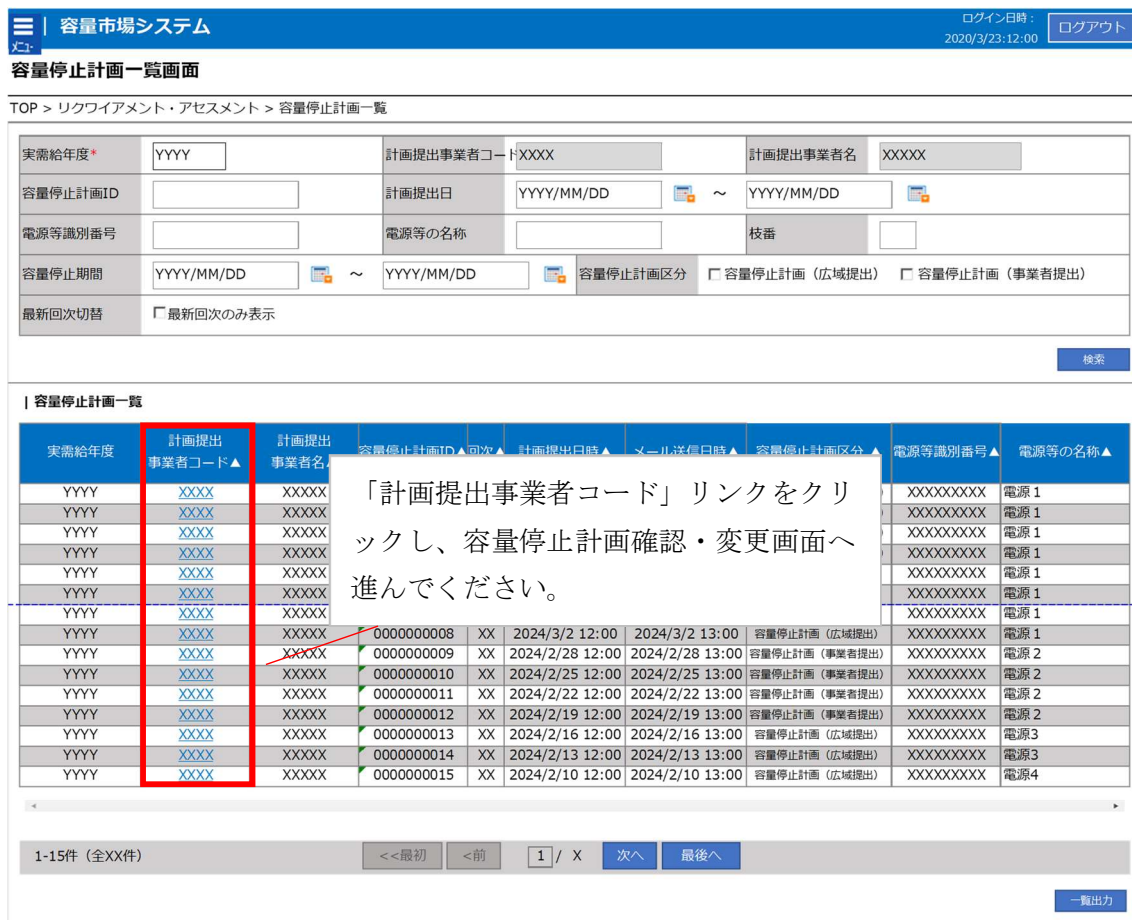 | 容量市場システム
ログイン日時：
2020/3/23:12:00
ログアウト
メニュー
容量停止計画一覧画面
TOP > リクワイアメント・アセスメント > 容量停止計画一覧
実需給年度* YYYY 計画提出事業者コード XXXX 計画提出事業者名 XXXXX
容量停止計画ID 計画提出日 YYYY/MM/DD ～ YYYY/MM/DD
電源等識別番号 電源等の名称 枝番
容量停止期間 YYYY/MM/DD ～ YYYY/MM/DD 容量停止計画区分 容量停止計画（広域提出） 容量停止計画（事業者提出）
最新回次切替 最新回次のみ表示
検索
| 容量停止計画一覧
実需給年度 計画提出事業者コード▲ 計画提出事業者名 容量停止計画ID▲ 回次▲ 計画提出日時▲ メール送信日時▲ 容量停止計画区分 ▲ 電源等識別番号▲ 電源等の名称▲
「計画提出事業者コード」リンクをクリ
ックし、容量停止計画確認・変更画面へ
進んでください。
YYYY XXXX XXXXX XXXXXXXXX 電源１
YYYY XXXX XXXXX XXXXXXXXX 電源１
YYYY XXXX XXXXX XXXXXXXXX 電源１
YYYY XXXX XXXXX XXXXXXXXX 電源１
YYYY XXXX XXXXX XXXXXXXXX 電源１
YYYY XXXX XXXXX XXXXXXXXX 電源１
YYYY XXXX XXXXX XXXXXXXXX 電源１
YYYY XXXX XXXXX 0000000008 XX 2024/3/2 12:00 2024/3/2 13:00 容量停止計画（広域提出） XXXXXXXXX 電源１
YYYY XXXX XXXXX 0000000009 XX 2024/2/28 12:00 2024/2/28 13:00 容量停止計画（事業者提出） XXXXXXXXX 電源２
YYYY XXXX XXXXX 0000000010 XX 2024/2/25 12:00 2024/2/25 13:00 容量停止計画（事業者提出） XXXXXXXXX 電源２
YYYY XXXX XXXXX 0000000011 XX 2024/2/22 12:00 2024/2/22 13:00 容量停止計画（事業者提出） XXXXXXXXX 電源２
YYYY XXXX XXXXX 0000000012 XX 2024/2/19 12:00 2024/2/19 13:00 容量停止計画（事業者提出） XXXXXXXXX 電源２
YYYY XXXX XXXXX 0000000013 XX 2024/2/16 12:00 2024/2/16 13:00 容量停止計画（広域提出） XXXXXXXXX 電源3
YYYY XXXX XXXXX 0000000014 XX 2024/2/13 12:00 2024/2/13 13:00 容量停止計画（広域提出） XXXXXXXXX 電源3
YYYY XXXX XXXXX 0000000015 XX 2024/2/10 12:00 2024/2/10 13:00 容量停止計画（広域提出） XXXXXXXXX 電源4
1-15件（全XX件） <<最初 <前 1 / X 次へ 最後へ
一覧出力